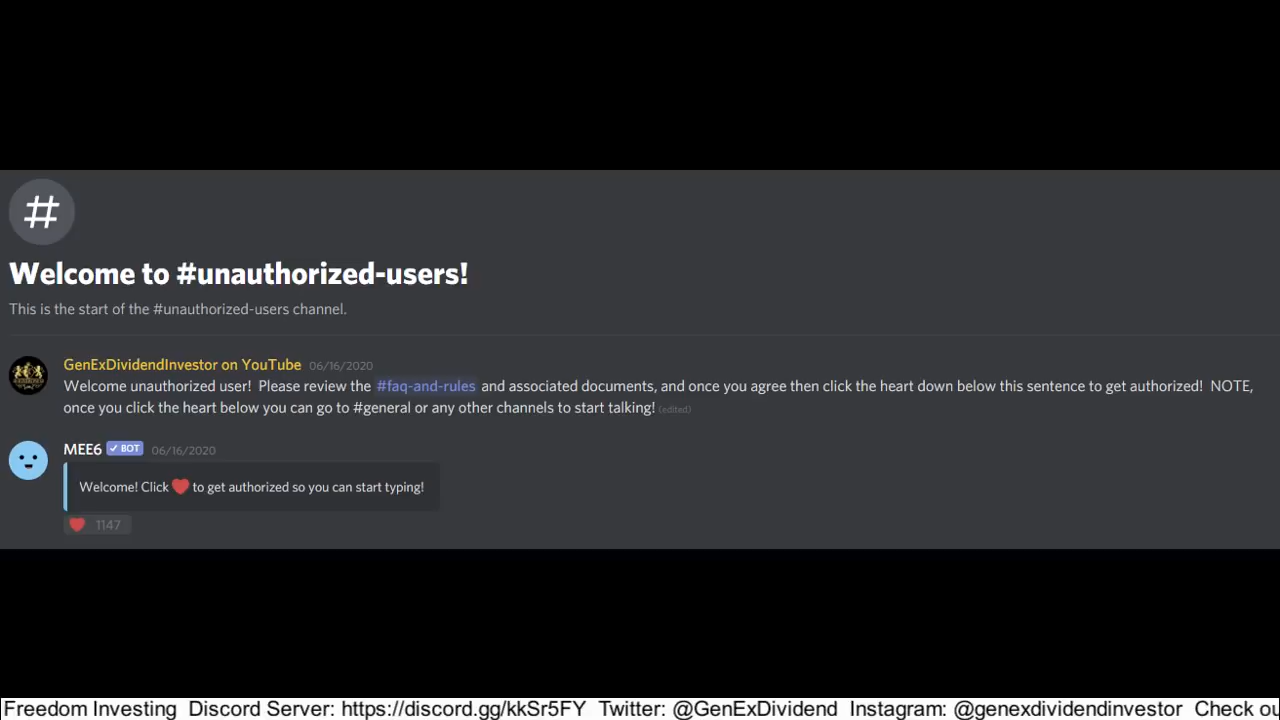 #
Welcome to #unauthorized-users!
This is the start of the #unauthorized-users channel.
GenExDividendInvestor on YouTube 06/16/2020
Welcome unauthorized user! Please review the #faq-and-rules and associated documents, and once you agree then click the heart down below this sentence to get authorized! NOTE,
once you click the heart below you can go to #general or any other channels to start talking! (edited)
MEE6 ✓ BOT 06/16/2020
Welcome! Click ❤️ to get authorized so you can start typing!
❤️ 1147
Freedom Investing Discord Server: https://discord.gg/kkSr5FY Twitter: @GenExDividend Instagram: @genexdividendinvestor Check ou